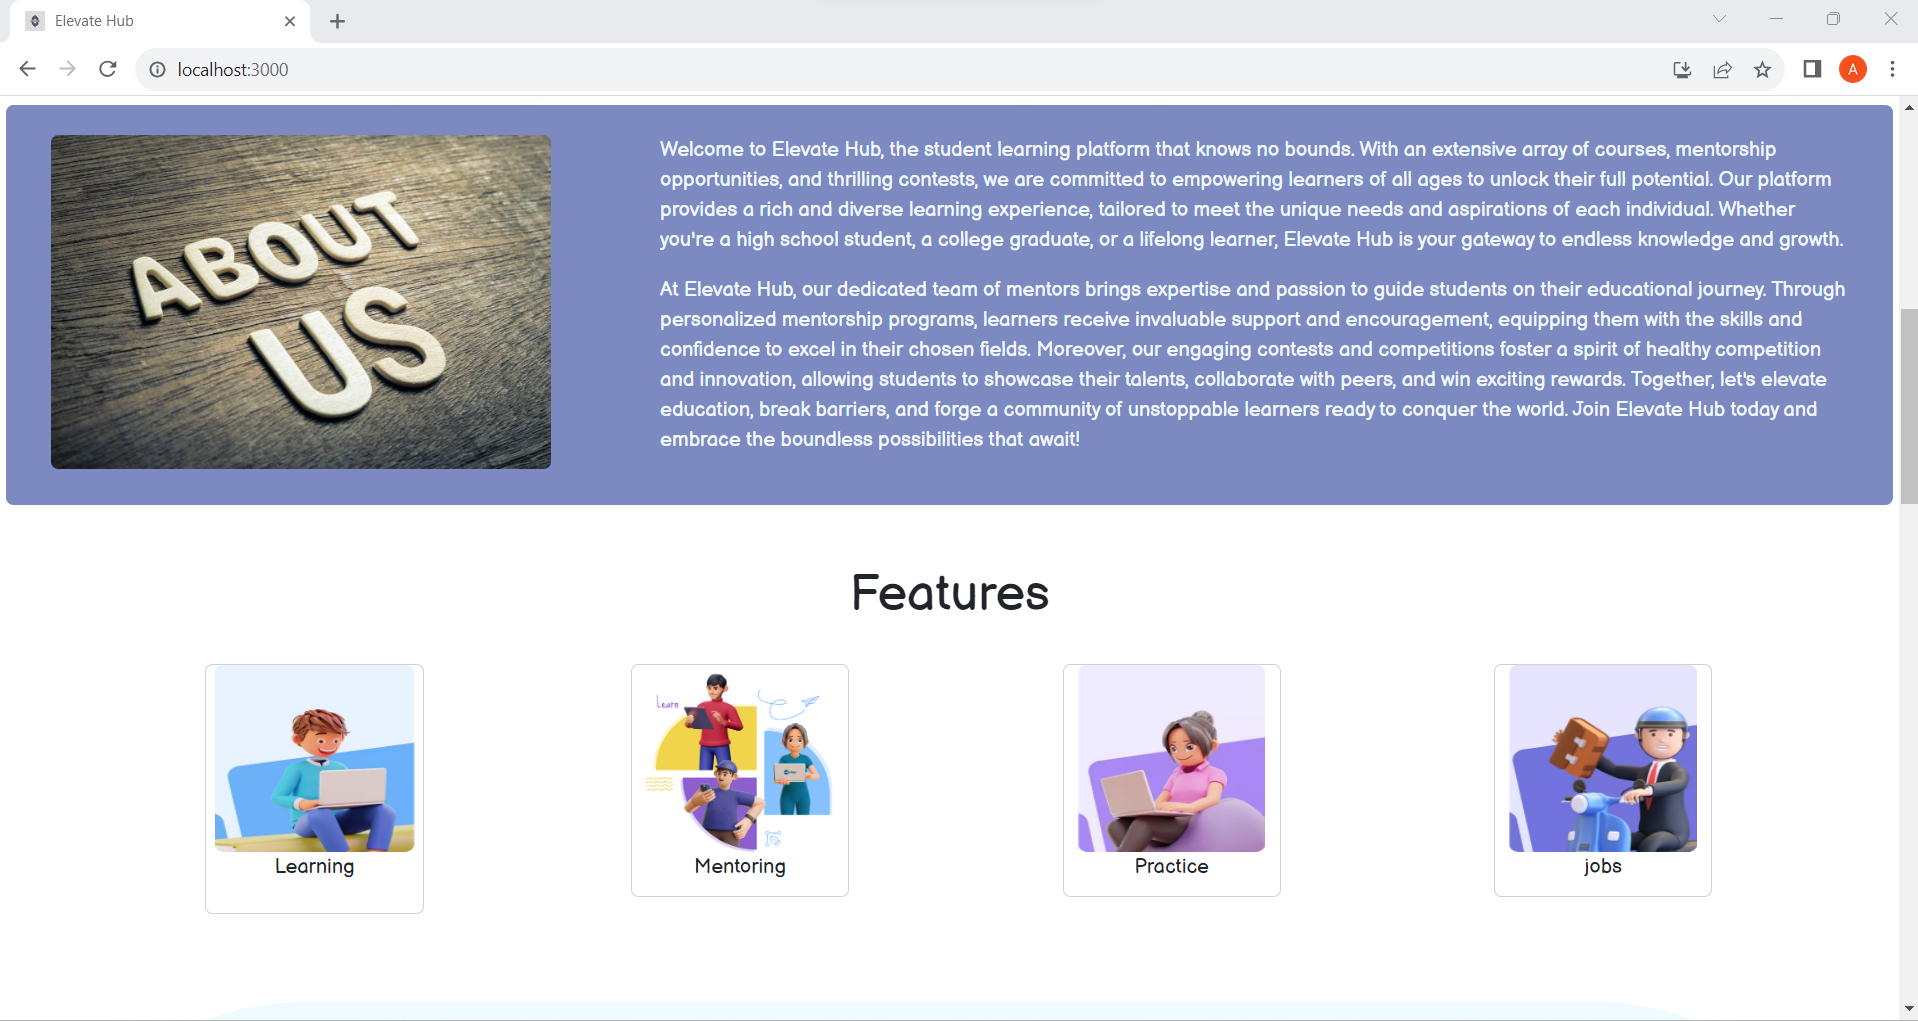 Elevate Hub
localhost:3000
A
ABOUT
US
Welcome to Elevate Hub, the student learning platform that knows no bounds. With an extensive array of courses, mentorship
opportunities, and thrilling contests, we are committed to empowering learners of all ages to unlock their full potential. Our platform
provides a rich and diverse learning experience, tailored to meet the unique needs and aspirations of each individual. Whether
you're a high school student, a college graduate, or a lifelong learner, Elevate Hub is your gateway to endless knowledge and growth.
At Elevate Hub, our dedicated team of mentors brings expertise and passion to guide students on their educational journey. Through
personalized mentorship programs, learners receive invaluable support and encouragement, equipping them with the skills and
confidence to excel in their chosen fields. Moreover, our engaging contests and competitions foster a spirit of healthy competition
and innovation, allowing students to showcase their talents, collaborate with peers, and win exciting rewards. Together, let's elevate
education, break barriers, and forge a community of unstoppable learners ready to conquer the world. Join Elevate Hub today and
embrace the boundless possibilities that await!
Features
Learn
Learning
Mentoring
Practice
jobs